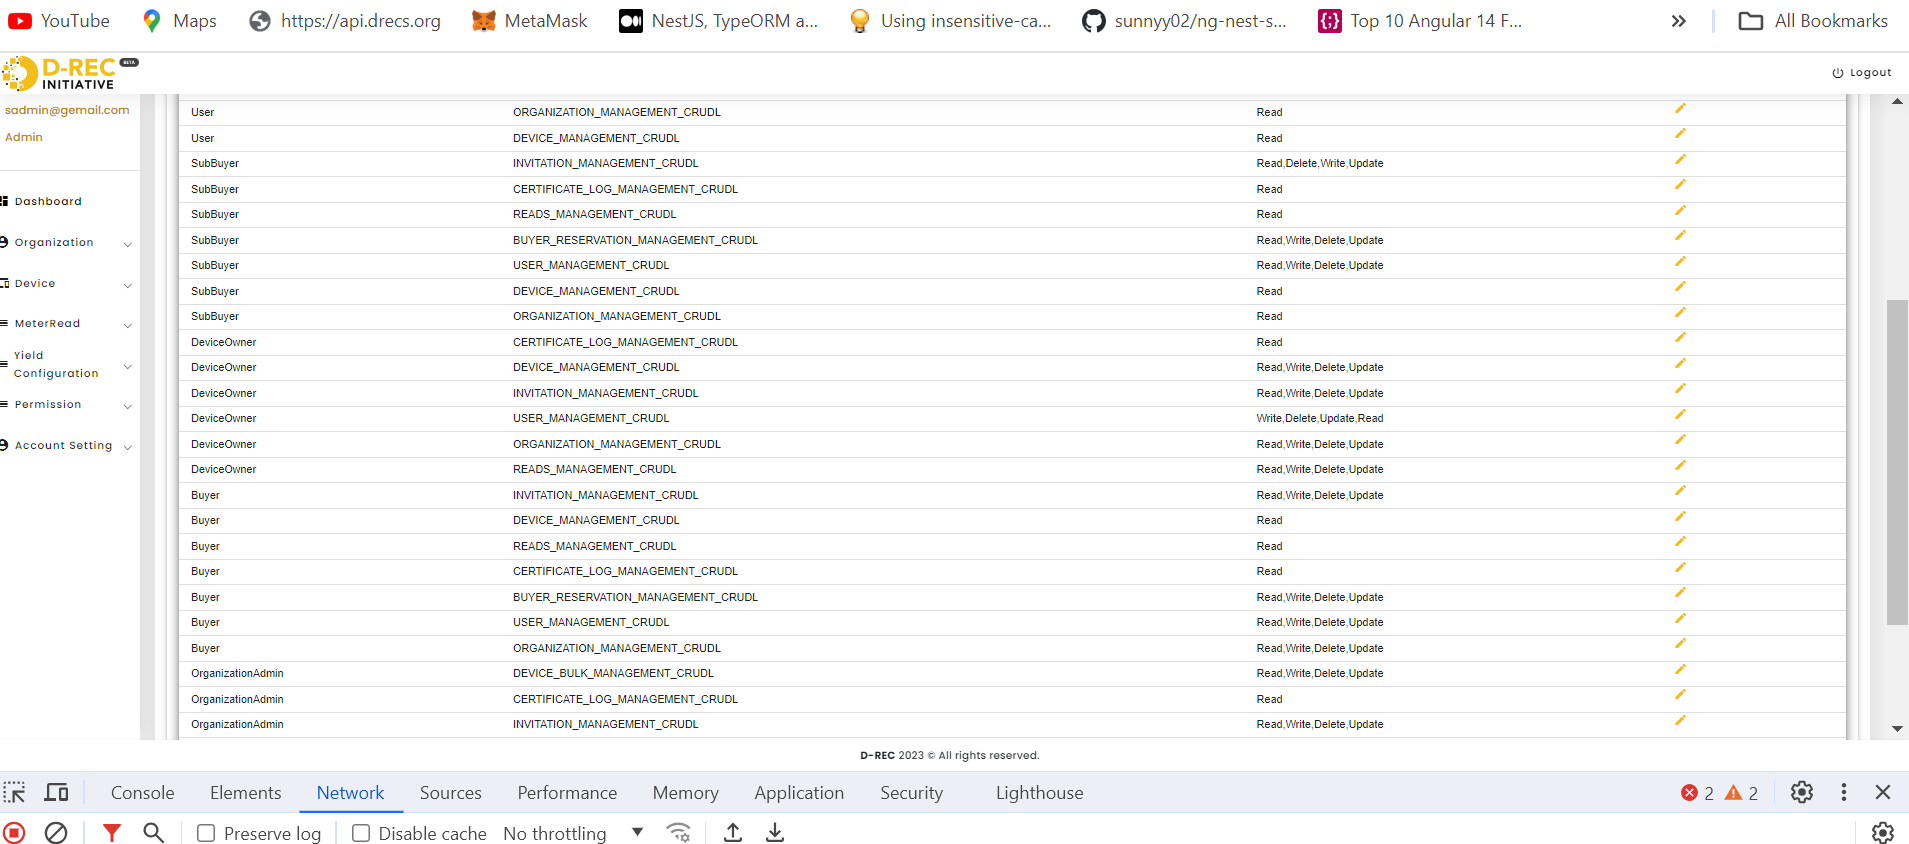 YouTube Maps https://api.drecs.org MetaMask NestJS, TypeORM a... Using insensitive-ca... sunnyy02/ng-nest-s... Top 10 Angular 14 F... » All Bookmarks
D-REC BETA
INITIATIVE
Logout
sadmin@gemail.com
Admin
Dashboard
Organization
Device
MeterRead
Yield
Configuration
Permission
Account Setting
User ORGANIZATION_MANAGEMENT_CRUDL Read
User DEVICE_MANAGEMENT_CRUDL Read
SubBuyer INVITATION_MANAGEMENT_CRUDL Read,Delete,Write,Update
SubBuyer CERTIFICATE_LOG_MANAGEMENT_CRUDL Read
SubBuyer READS_MANAGEMENT_CRUDL Read
SubBuyer BUYER_RESERVATION_MANAGEMENT_CRUDL Read,Write,Delete,Update
SubBuyer USER_MANAGEMENT_CRUDL Read,Write,Delete,Update
SubBuyer DEVICE_MANAGEMENT_CRUDL Read
SubBuyer ORGANIZATION_MANAGEMENT_CRUDL Read
DeviceOwner CERTIFICATE_LOG_MANAGEMENT_CRUDL Read
DeviceOwner DEVICE_MANAGEMENT_CRUDL Read,Write,Delete,Update
DeviceOwner INVITATION_MANAGEMENT_CRUDL Read,Write,Delete,Update
DeviceOwner USER_MANAGEMENT_CRUDL Write,Delete,Update,Read
DeviceOwner ORGANIZATION_MANAGEMENT_CRUDL Read,Write,Delete,Update
DeviceOwner READS_MANAGEMENT_CRUDL Read,Write,Delete,Update
Buyer INVITATION_MANAGEMENT_CRUDL Read,Write,Delete,Update
Buyer DEVICE_MANAGEMENT_CRUDL Read
Buyer READS_MANAGEMENT_CRUDL Read
Buyer CERTIFICATE_LOG_MANAGEMENT_CRUDL Read
Buyer BUYER_RESERVATION_MANAGEMENT_CRUDL Read,Write,Delete,Update
Buyer USER_MANAGEMENT_CRUDL Read,Write,Delete,Update
Buyer ORGANIZATION_MANAGEMENT_CRUDL Read,Write,Delete,Update
OrganizationAdmin DEVICE_BULK_MANAGEMENT_CRUDL Read,Write,Delete,Update
OrganizationAdmin CERTIFICATE_LOG_MANAGEMENT_CRUDL Read
OrganizationAdmin INVITATION_MANAGEMENT_CRUDL Read,Write,Delete,Update
D-REC 2023 © All rights reserved.
Console Elements Network Sources Performance Memory Application Security Lighthouse 2 2
Preserve log Disable cache No throttling